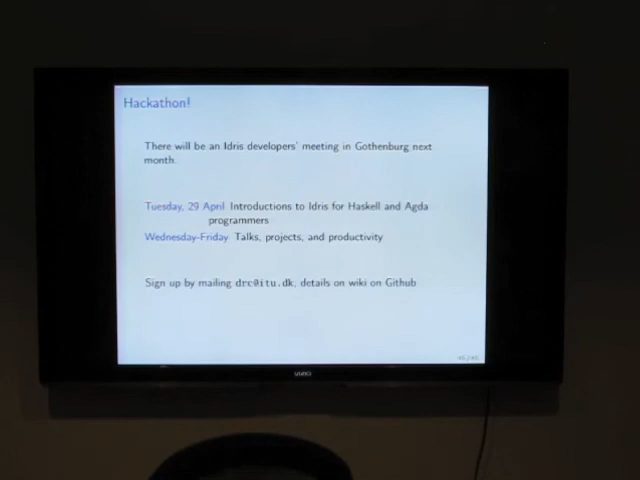 Hackathon!
There will be an Idris developers' meeting in Gothenburg next
month.
Tuesday, 29 April Introductions to Idris for Haskell and Agda
programmers
Wednesday-Friday Talks, projects, and productivity
Sign up by mailing drc@itu.dk, details on wiki on Github
VIZIO